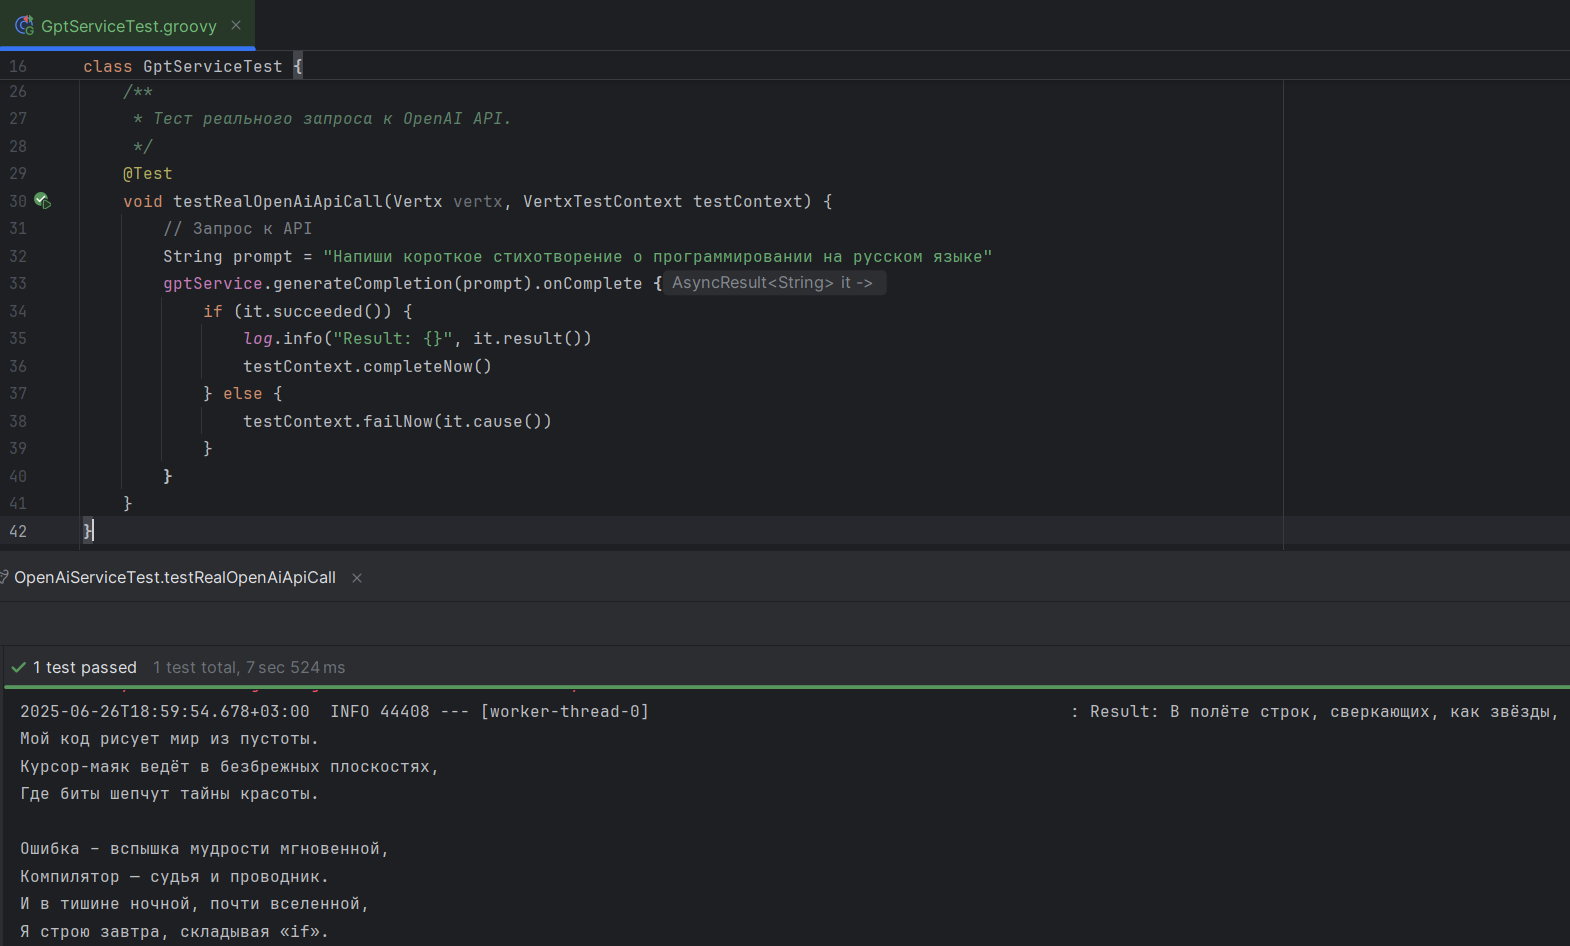 GptServiceTest.groovy
16 class GptServiceTest {
26 /**
27 * Тест реального запроса к OpenAI API.
28 */
29 @Test
30 void testRealOpenAiApiCall(Vertx vertx, VertxTestContext testContext) {
31 // Запрос к API
32 String prompt = "Напиши короткое стихотворение о программировании на русском языке"
33 gptService.generateCompletion(prompt).onComplete { AsyncResult<String> it ->
34 if (it.succeeded()) {
35 log.info("Result: {}", it.result())
36 testContext.completeNow()
37 } else {
38 testContext.failNow(it.cause())
39 }
40 }
41 }
42 }
OpenAiServiceTest.testRealOpenAiApiCall
1 test passed 1 test total, 7 sec 524 ms
2025-06-26T18:59:54.678+03:00 INFO 44408 --- [worker-thread-0] : Result: В полёте строк, сверкающих, как звёзды,
Мой код рисует мир из пустоты.
Курсор-маяк ведёт в безбрежных плоскостях,
Где биты шепчут тайны красоты.
Ошибка – вспышка мудрости мгновенной,
Компилятор — судья и проводник.
И в тишине ночной, почти вселенной,
Я строю завтра, складывая «if».